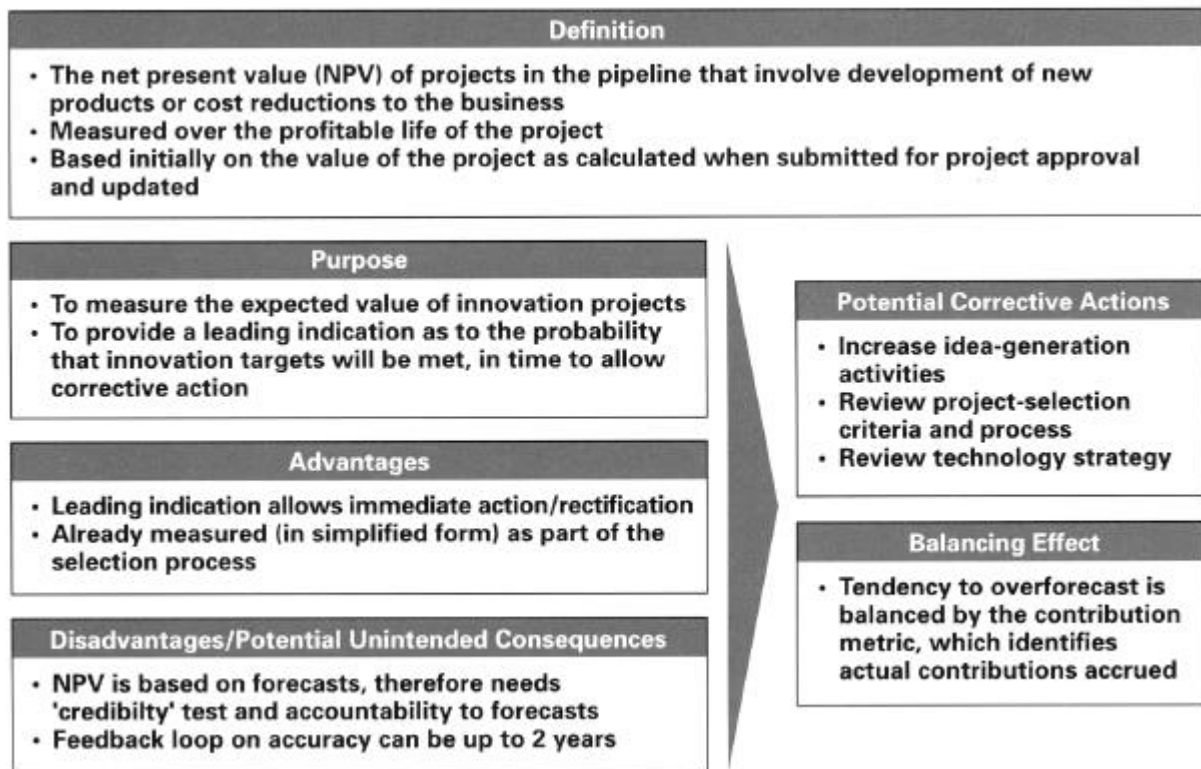 Definition
• The net present value (NPV) of projects in the pipeline that involve development of new
products or cost reductions to the business
• Measured over the profitable life of the project
• Based initially on the value of the project as calculated when submitted for project approval
and updated
Purpose
• To measure the expected value of innovation projects
• To provide a leading indication as to the probability
that innovation targets will be met, in time to allow
corrective action
Advantages
• Leading indication allows immediate action/rectification
• Already measured (in simplified form) as part of the
selection process
Disadvantages/Potential Unintended Consequences
• NPV is based on forecasts, therefore needs
'credibilty' test and accountability to forecasts
• Feedback loop on accuracy can be up to 2 years
Potential Corrective Actions
• Increase idea-generation
activities
• Review project-selection
criteria and process
• Review technology strategy
Balancing Effect
• Tendency to overforecast is
balanced by the contribution
metric, which identifies
actual contributions accrued